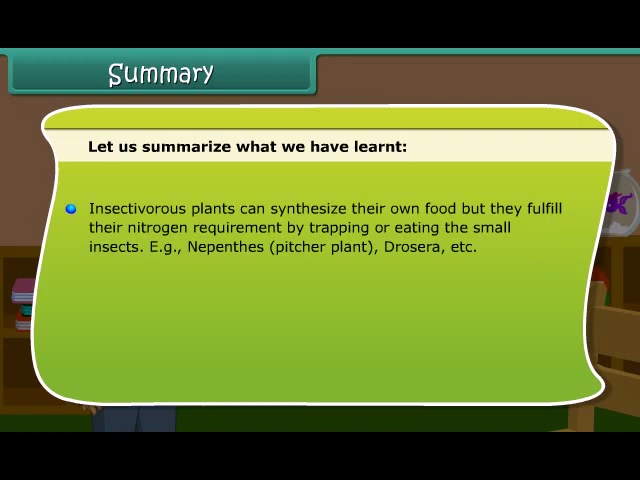 Summary
Let us summarize what we have learnt:
Insectivorous plants can synthesize their own food but they fulfill
their nitrogen requirement by trapping or eating the small
insects. E.g., Nepenthes (pitcher plant), Drosera, etc.